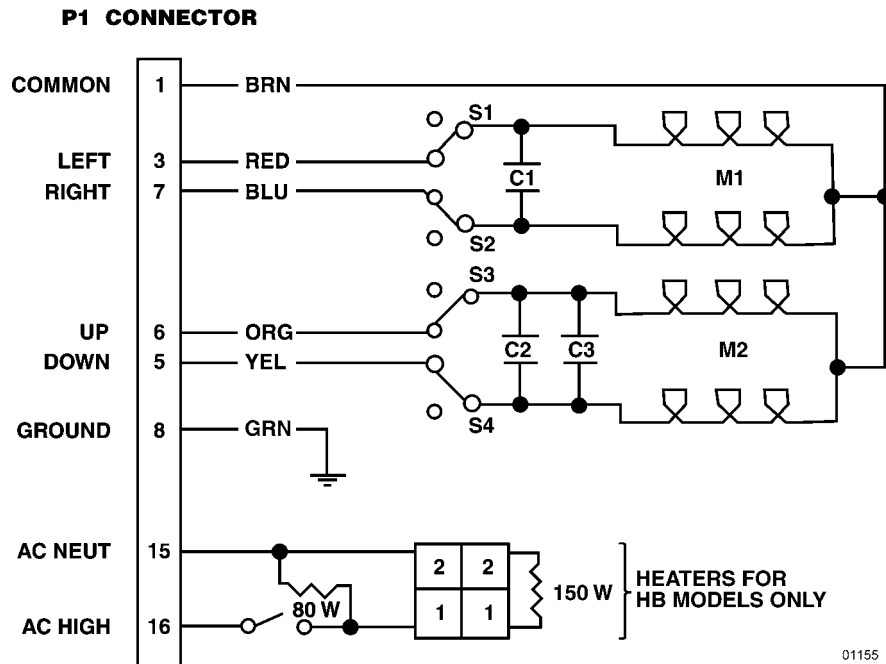 P1 CONNECTOR
COMMON 1 BRN
S1
LEFT 3 RED
C1 M1
RIGHT 7 BLU
S2
S3
UP 6 ORG
C2 C3 M2
DOWN 5 YEL
S4
GROUND 8 GRN
AC NEUT 15
2 2
80 W 150 W HEATERS FOR
1 1 HB MODELS ONLY
AC HIGH 16
01155